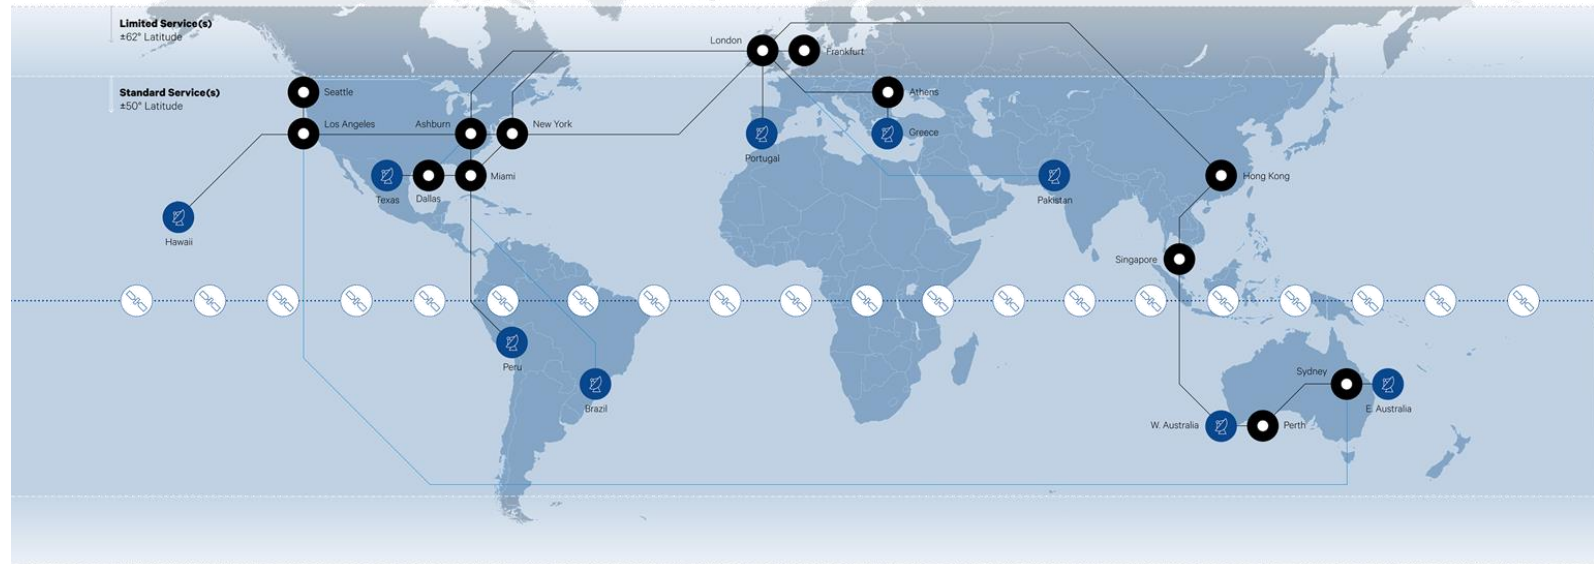 Limited Service(s)
±62° Latitude
Standard Service(s)
±50° Latitude
London
Frankfurt
Seattle
Athens
Los Angeles
Ashburn
New York
Greece
Portugal
Texas
Dallas
Miami
Pakistan
Hong Kong
Hawaii
Singapore
Peru
Sydney
Brazil
E. Australia
W. Australia
Perth